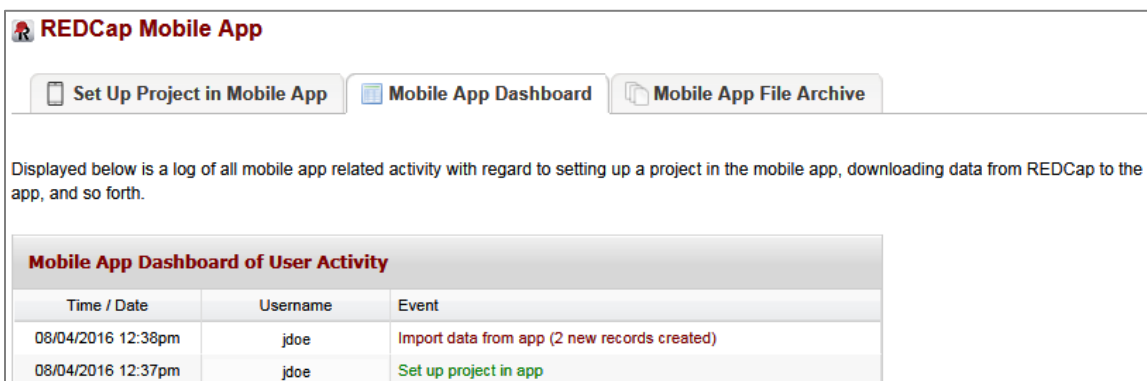 REDCap Mobile App
Set Up Project in Mobile App Mobile App Dashboard Mobile App File Archive
Displayed below is a log of all mobile app related activity with regard to setting up a project in the mobile app, downloading data from REDCap to the
app, and so forth.
Mobile App Dashboard of User Activity
Time / Date Username Event
08/04/2016 12:38pm jdoe Import data from app (2 new records created)
08/04/2016 12:37pm jdoe Set up project in app